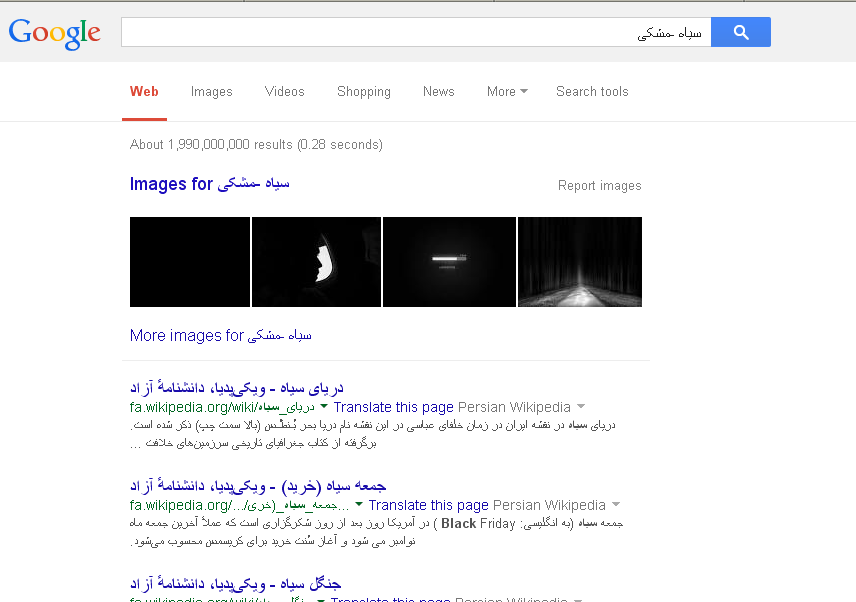 Google
سیاه -مشکی
Web Images Videos Shopping News More Search tools
About 1,990,000,000 results (0.28 seconds)
Images for سیاه -مشکی
Report images
More images for سیاه -مشکی
دریای سیاه - ویکی‌پدیا، دانشنامهٔ آزاد
fa.wikipedia.org/wiki/دریای_سیاه Translate this page Persian Wikipedia
دریای سیاه در نقشه ایران در زمان خلفای عباسی در این نقشه نام دریا بحر بُنطُس (بالا سمت چپ) ذکر شده است.
برگرفته از کتاب جغرافیای تاریخی سرزمین‌های خلافت ...
جمعه سیاه (خرید) - ویکی‌پدیا، دانشنامهٔ آزاد
fa.wikipedia.org/.../جمعه_سیاه_(خری... Translate this page Persian Wikipedia
جمعه سیاه (به انگلیسی: Black Friday ) در آمریکا روز بعد از روز شکرگزاری است که عملاً آخرین جمعه ماه
نوامبر می شود و آغاز سُنت خرید برای کریسمس محسوب می‌شود.
جنگل سیاه - ویکی‌پدیا، دانشنامهٔ آزاد
fa.wikipedia.org/wiki/جنگل_سیاه Translate this page Persian Wikipedia